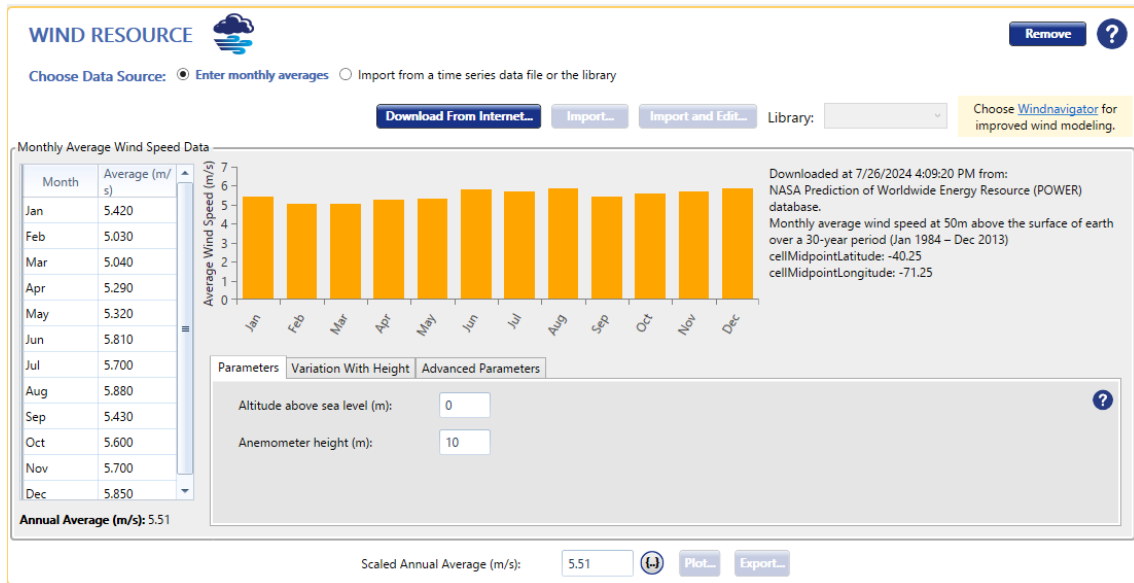 WIND RESOURCE
Remove
?
Choose Data Source: Enter monthly averages Import from a time series data file or the library
Download From Internet... Import... Import and Edit... Library:
Choose Windnavigator for
improved wind modeling.
Monthly Average Wind Speed Data
Month Average (m/
s)
Jan 5.420
Feb 5.030
Mar 5.040
Apr 5.290
May 5.320
Jun 5.810
Jul 5.700
Aug 5.880
Sep 5.430
Oct 5.600
Nov 5.700
Dec 5.850
Annual Average (m/s): 5.51
Average Wind Speed (m/s)
7
6
5
4
3
2
1
0
Jan Feb Mar Apr May Jun Jul Aug Sep Oct Nov Dec
Downloaded at 7/26/2024 4:09:20 PM from:
NASA Prediction of Worldwide Energy Resource (POWER)
database.
Monthly average wind speed at 50m above the surface of earth
over a 30-year period (Jan 1984 – Dec 2013)
cellMidpointLatitude: -40.25
cellMidpointLongitude: -71.25
Parameters Variation With Height Advanced Parameters
Altitude above sea level (m): 0
?
Anemometer height (m): 10
Scaled Annual Average (m/s): 5.51 {..} Plot... Export...